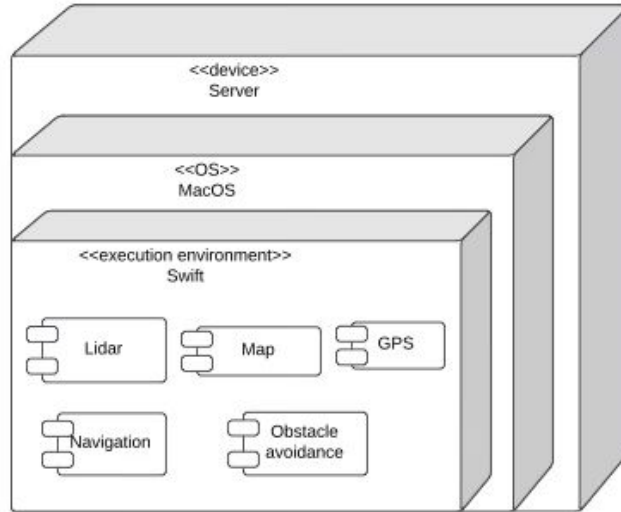 <<device>>
Server
<<OS>>
MacOS
<<execution environment>>
Swift
Lidar
Map
GPS
Navigation
Obstacle
avoidance